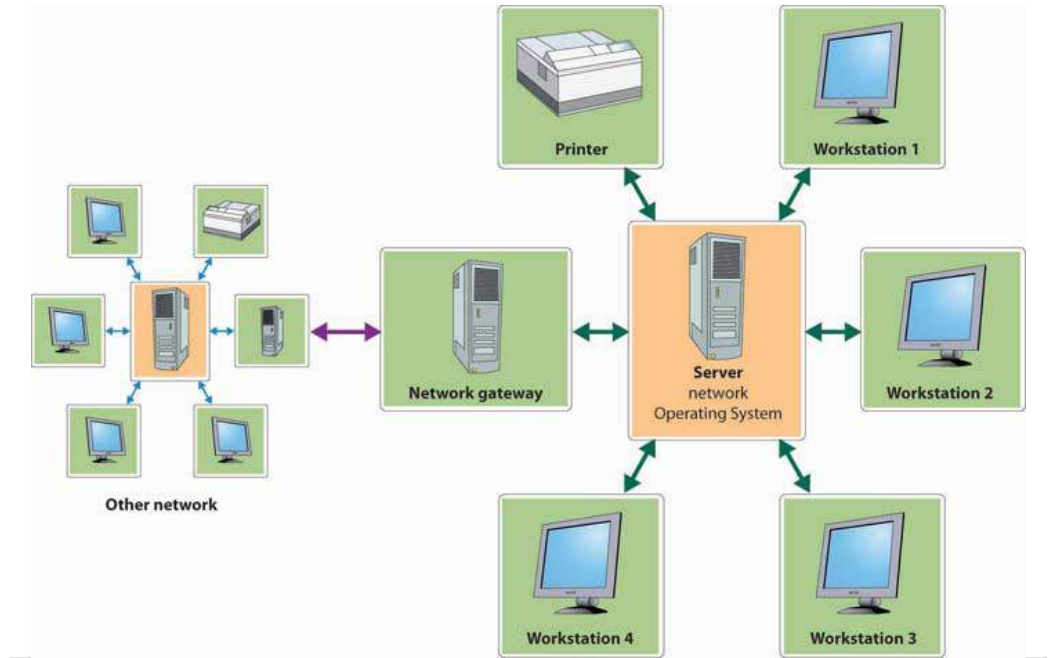 Printer
Workstation 1
Network gateway
Server
network
Operating System
Workstation 2
Other network
Workstation 4
Workstation 3